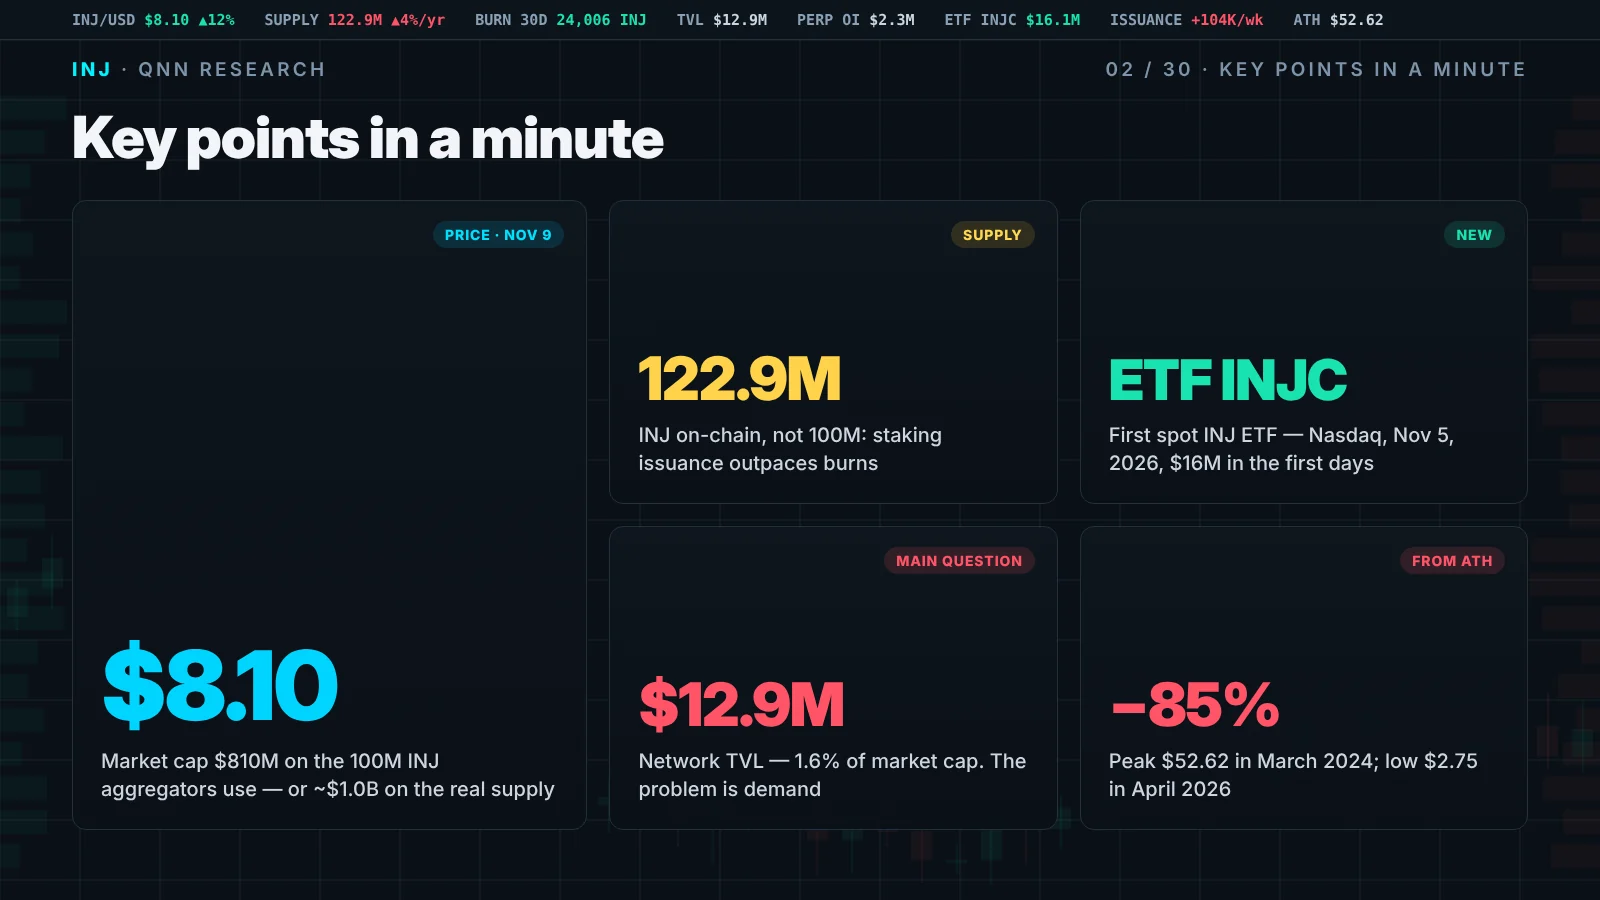 INJ/USD $8.10 ▲12% SUPPLY 122.9M ▲4%/yr BURN 30D 24,006 INJ TVL $12.9M PERP OI $2.3M ETF INJC $16.1M ISSUANCE +104K/wk ATH $52.62
INJ · QNN RESEARCH
02 / 30 · KEY POINTS IN A MINUTE
Key points in a minute
PRICE · NOV 9
$8.10
Market cap $810M on the 100M INJ
aggregators use — or ~$1.0B on the real supply
SUPPLY
122.9M
INJ on-chain, not 100M: staking
issuance outpaces burns
NEW
ETF INJC
First spot INJ ETF — Nasdaq, Nov 5,
2026, $16M in the first days
MAIN QUESTION
$12.9M
Network TVL — 1.6% of market cap. The
problem is demand
FROM ATH
−85%
Peak $52.62 in March 2024; low $2.75
in April 2026